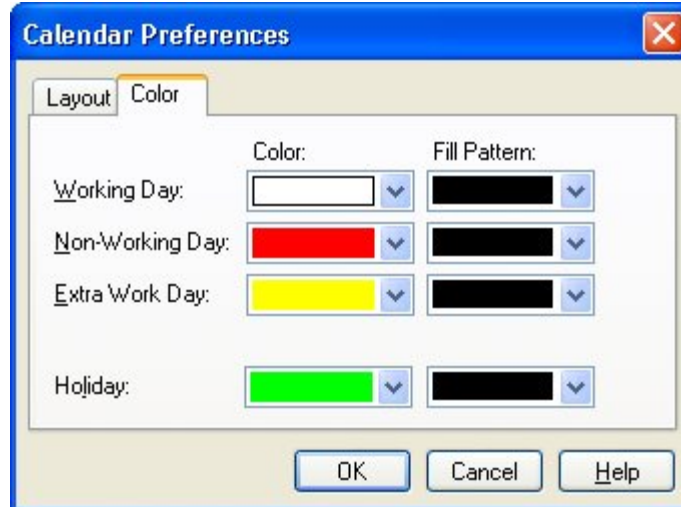 Calendar Preferences
Layout Color
Color: Fill Pattern:
Working Day:
Non-Working Day:
Extra Work Day:
Holiday:
OK Cancel Help